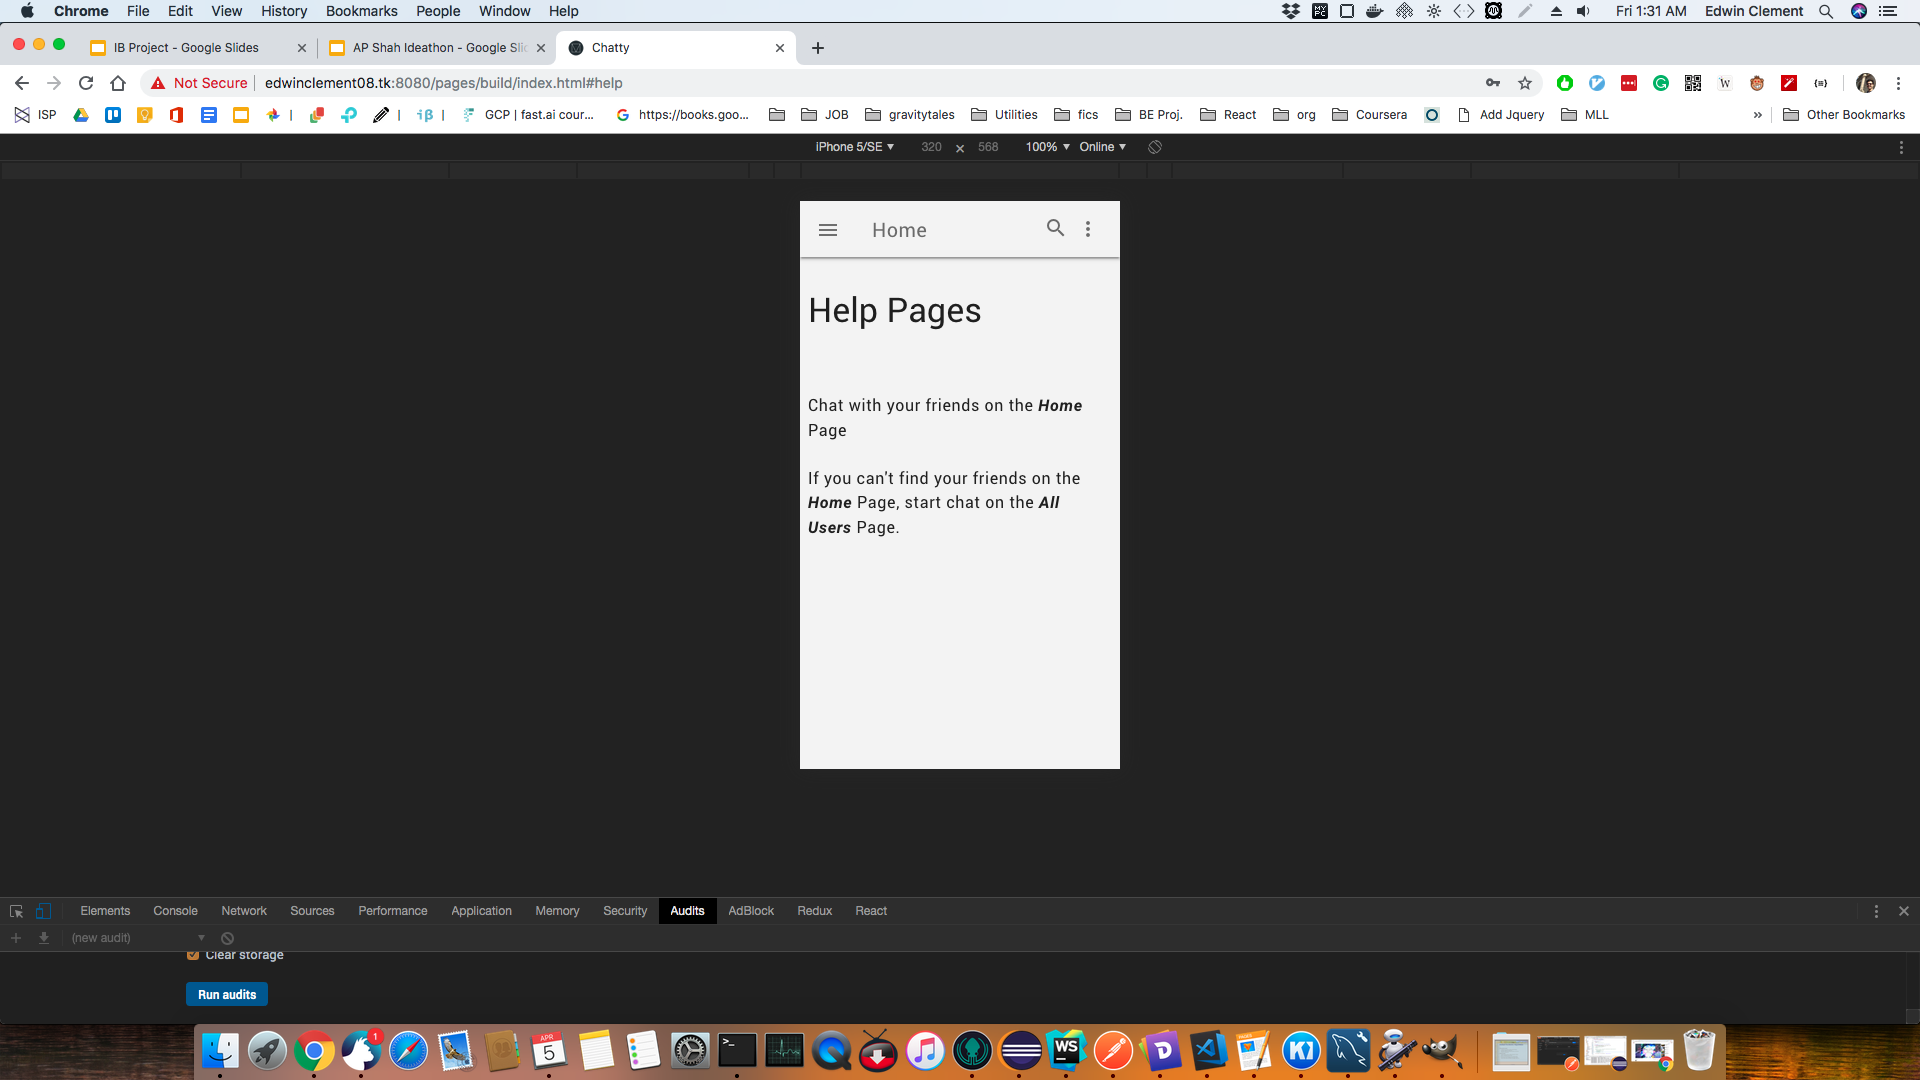 Chrome File Edit View History Bookmarks People Window Help Fri 1:31 AM Edwin Clement
IB Project - Google Slides AP Shah Ideathon - Google Sli Chatty
Not Secure edwinclement08.tk:8080/pages/build/index.html#help
ISP GCP | fast.ai cour... https://books.goo... JOB gravitytales Utilities fics BE Proj. React org Coursera Add Jquery MLL » Other Bookmarks
iPhone 5/SE 320 x 568 100% Online
Home
Help Pages
Chat with your friends on the Home
Page
If you can't find your friends on the
Home Page, start chat on the All
Users Page.
Elements Console Network Sources Performance Application Memory Security Audits AdBlock Redux React
(new audit)
Clear storage
Run audits
1 APR 5 >_ WS D K1